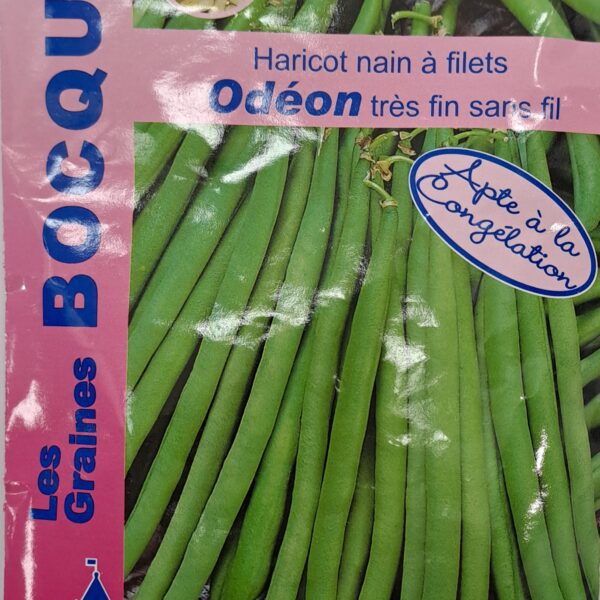 Haricot nain à filets
Odéon très fin sans fil
Apte à la
Congélation
Les
Graines
BOCQU